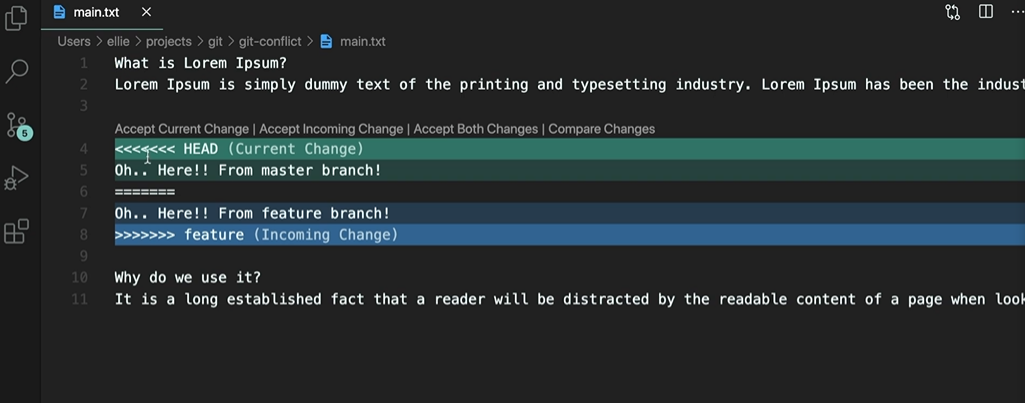 main.txt
Users > ellie > projects > git > git-conflict > main.txt
1 What is Lorem Ipsum?
2 Lorem Ipsum is simply dummy text of the printing and typesetting industry. Lorem Ipsum has been the indust
3
Accept Current Change | Accept Incoming Change | Accept Both Changes | Compare Changes
4 <<<<<<< HEAD (Current Change)
5 Oh.. Here!! From master branch!
6 =======
7 Oh.. Here!! From feature branch!
8 >>>>>>> feature (Incoming Change)
9
10 Why do we use it?
11 It is a long established fact that a reader will be distracted by the readable content of a page when look
5